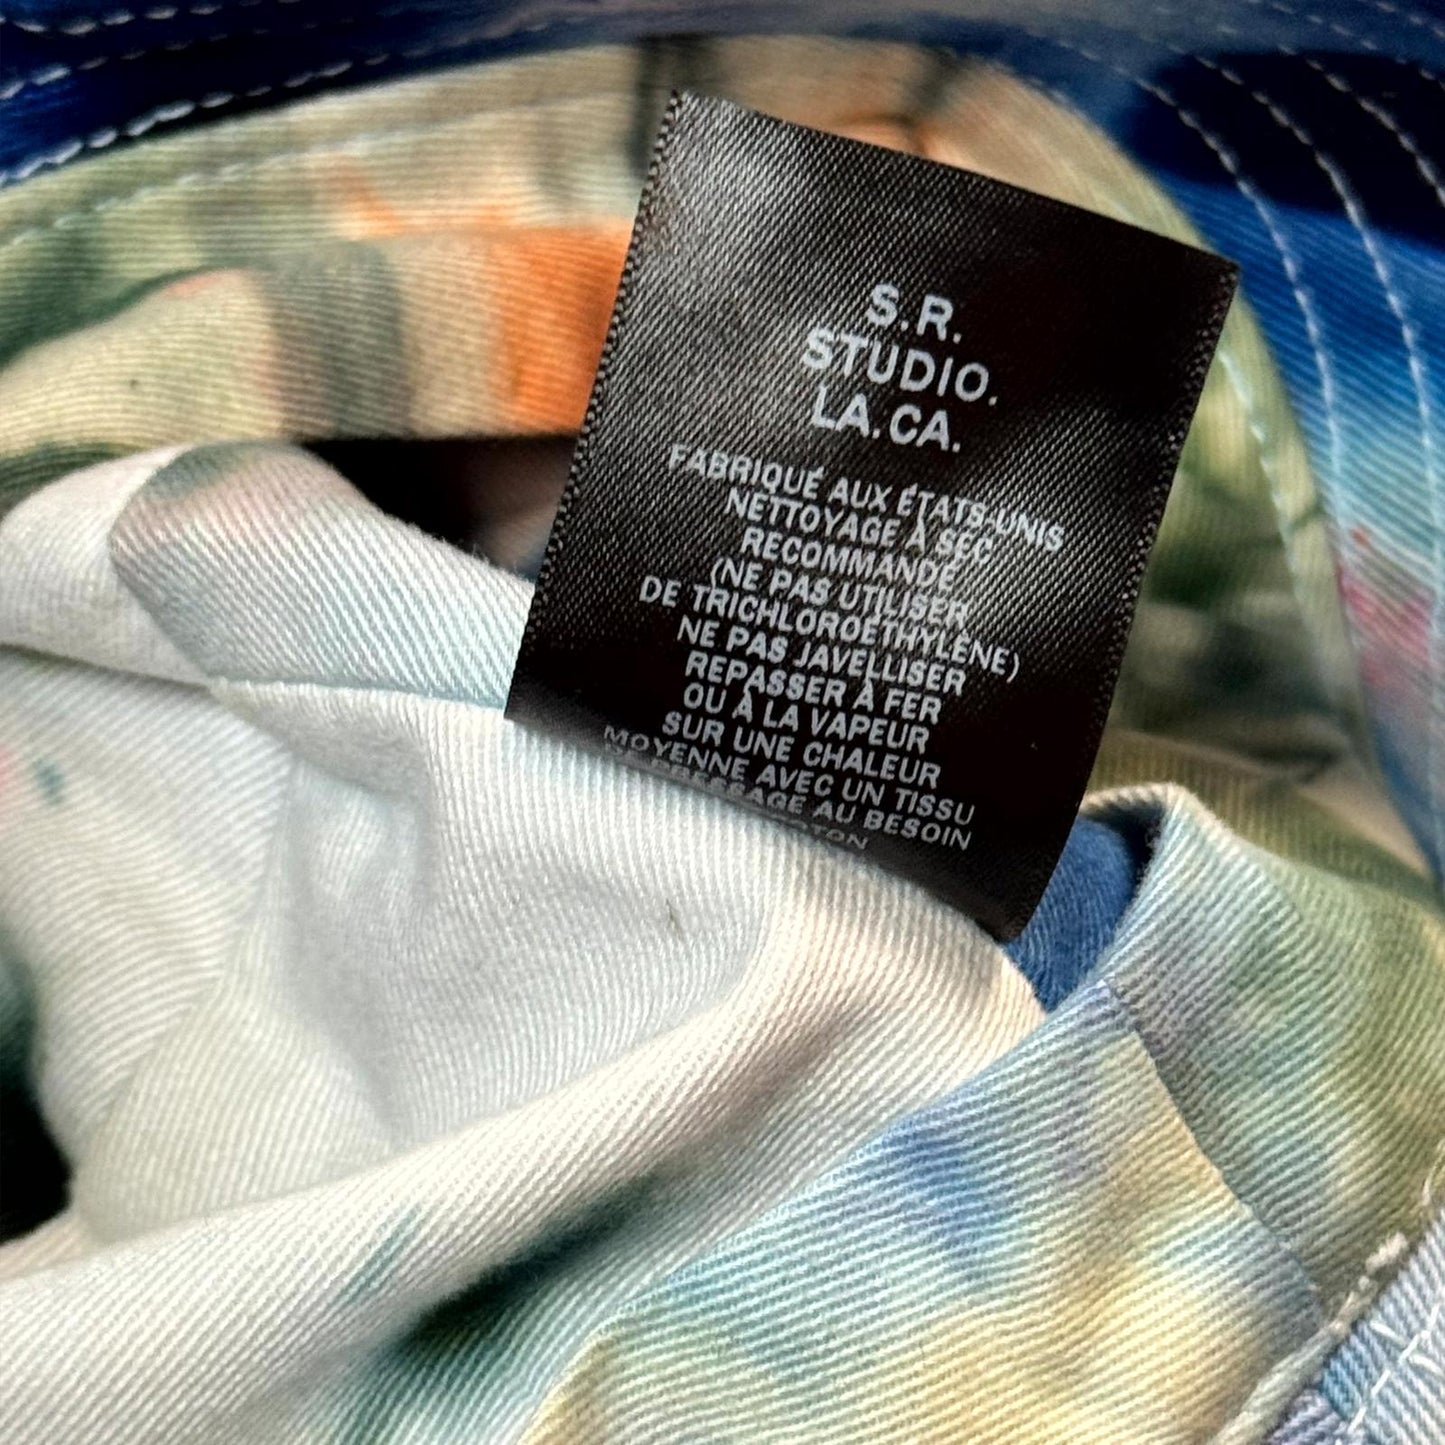 S.R.
STUDIO.
LA. CA.
FABRIQUÉ AUX ÉTATS-UNIS
NETTOYAGE À SEC
RECOMMANDÉ
(NE PAS UTILISER
DE TRICHLOROÉTHYLÈNE)
NE PAS JAVELLISER
REPASSER À FER
OU À LA VAPEUR
SUR UNE CHALEUR
MOYENNE AVEC UN TISSU
AU BESOIN